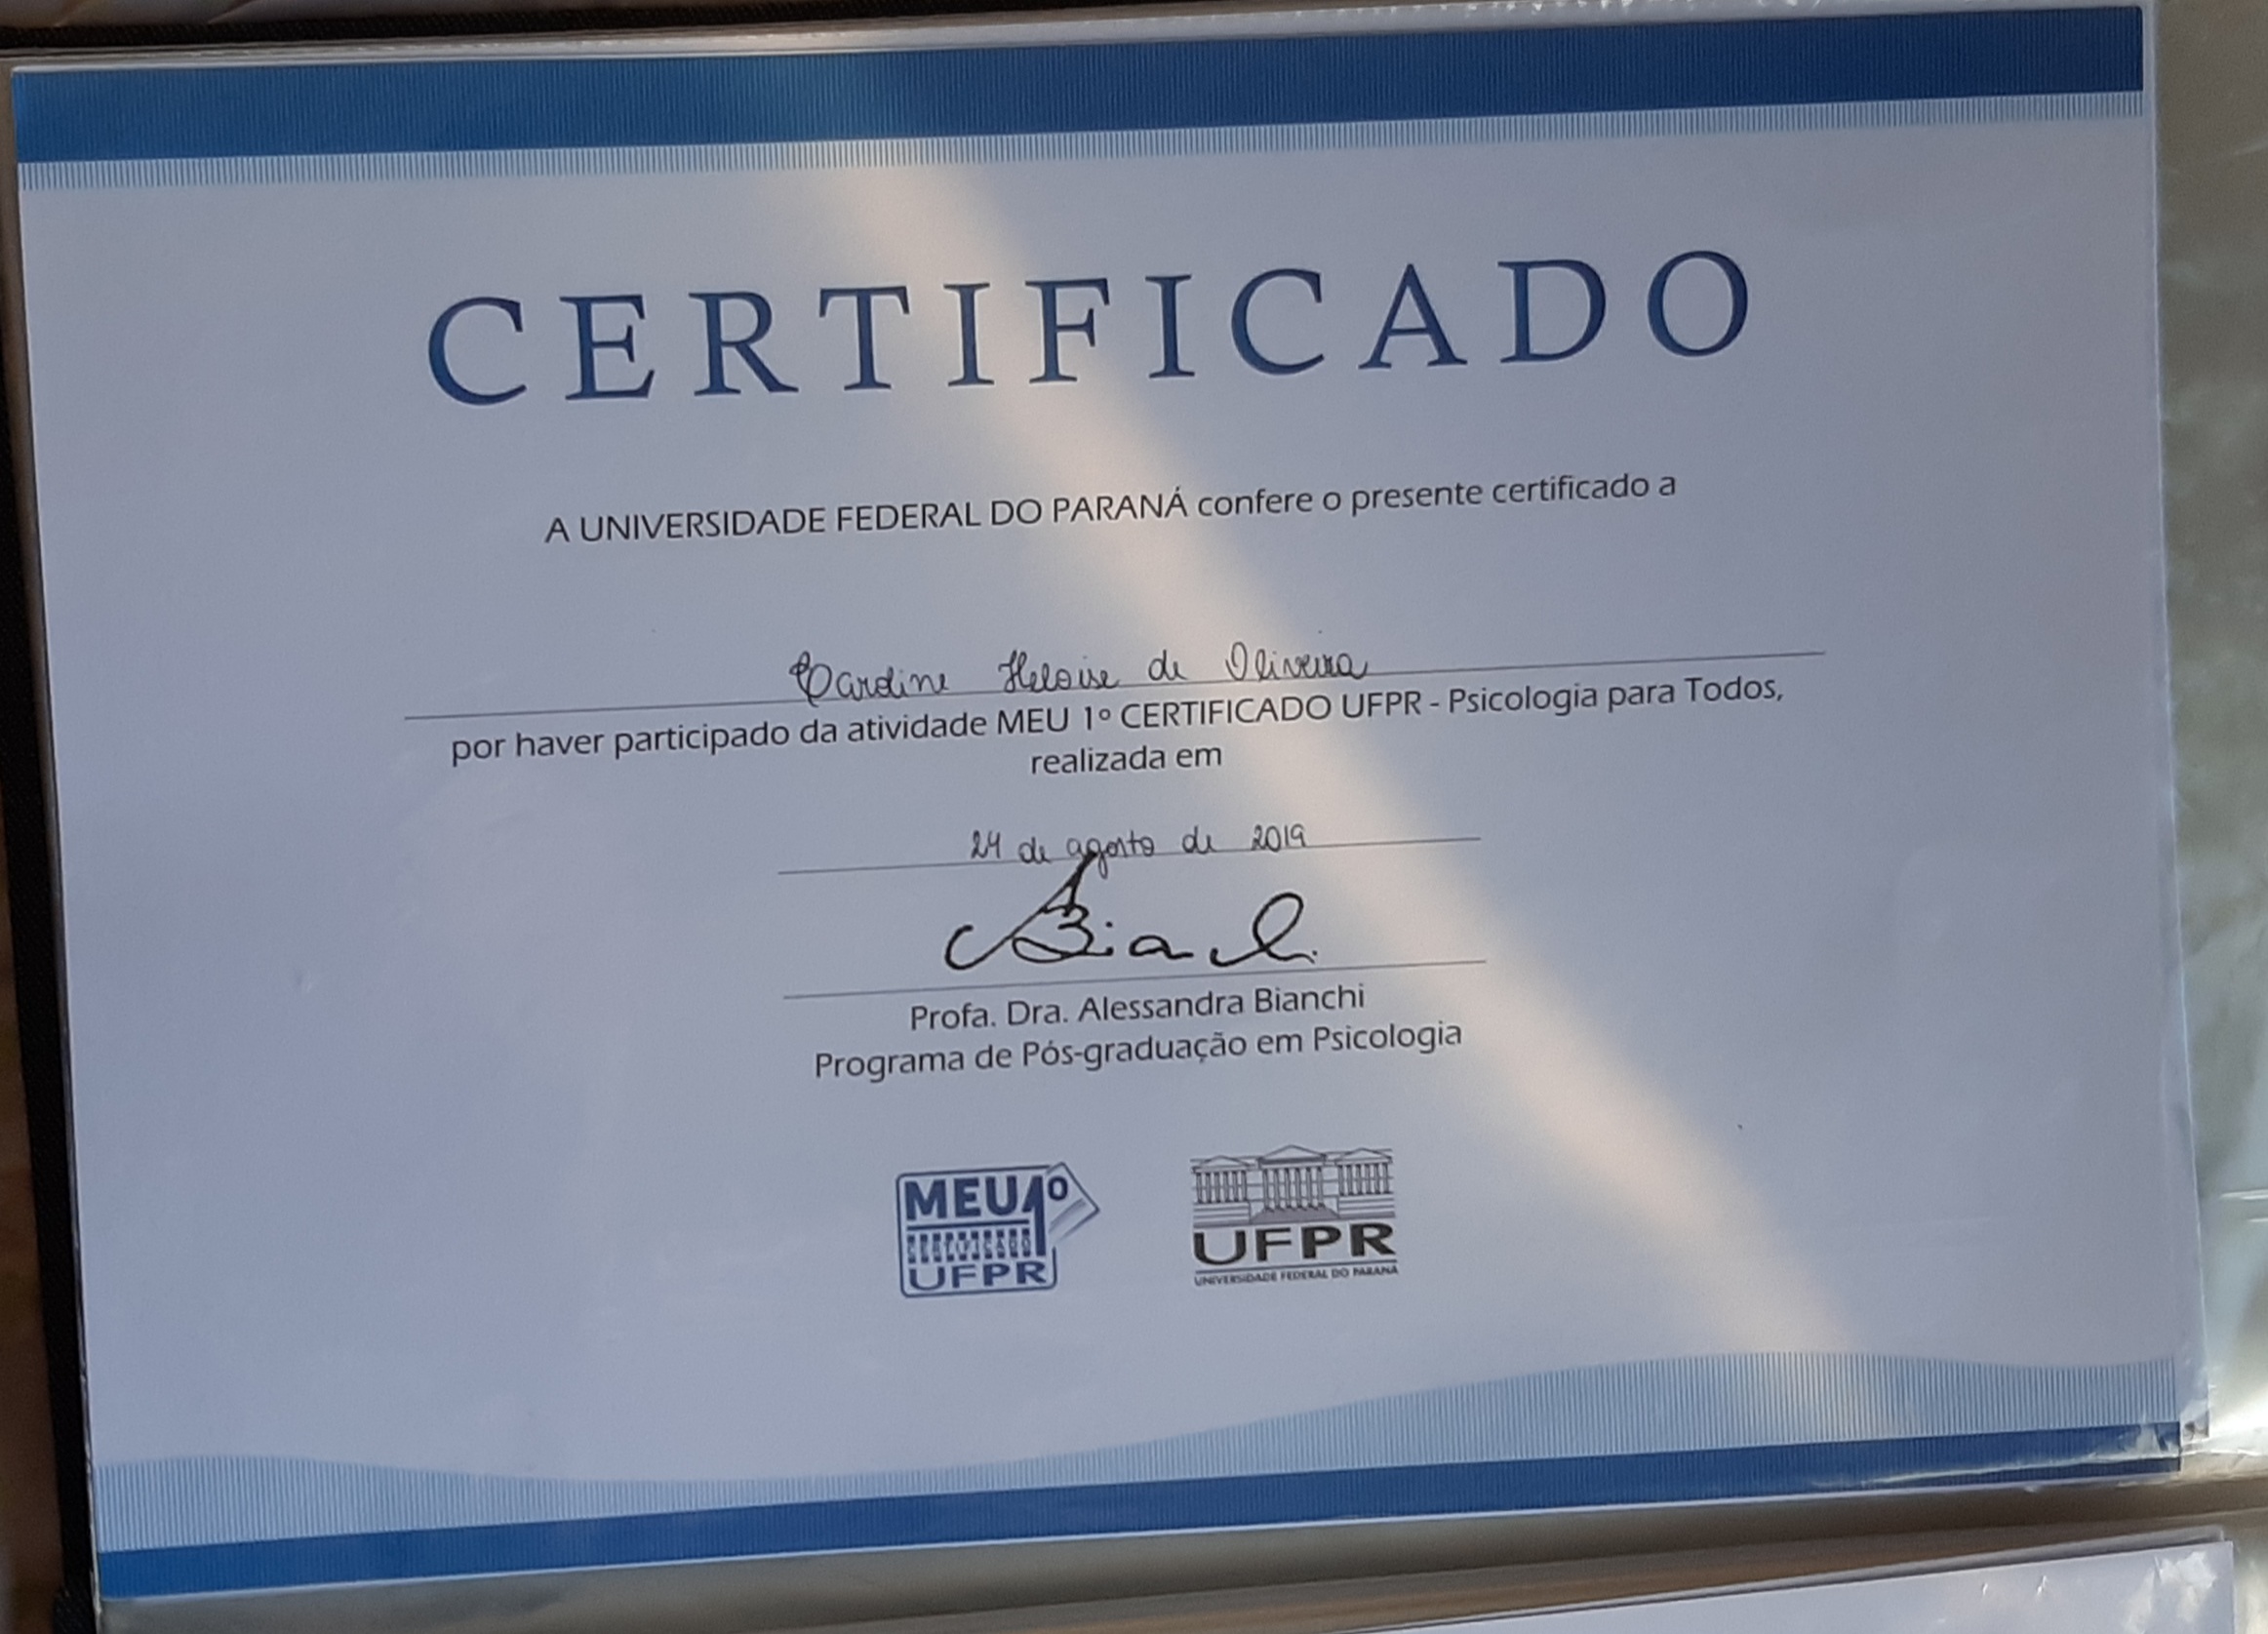 CERTIFICADO
A UNIVERSIDADE FEDERAL DO PARANÁ confere o presente certificado a
Caroline Heloise de Oliveira
por haver participado da atividade MEU 1º CERTIFICADO UFPR - Psicologia para Todos,
realizada em
24 de agosto de 2019
Profa. Dra. Alessandra Bianchi
Programa de Pós-graduação em Psicologia
MEU 1º
CERTIFICADO
UFPR
UFPR
UNIVERSIDADE FEDERAL DO PARANÁ